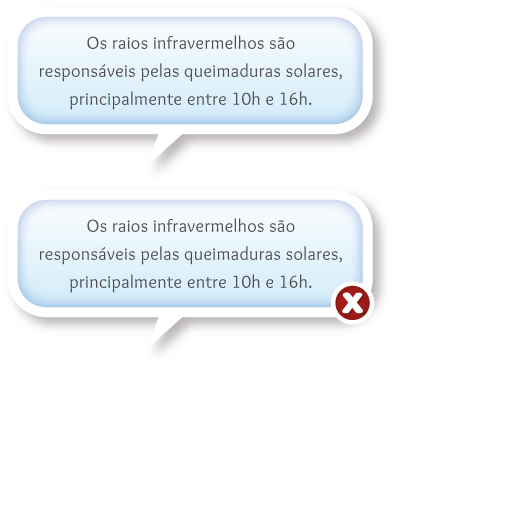 Os raios infravermelhos são
responsáveis pelas queimaduras solares,
principalmente entre 10h e 16h.
Os raios infravermelhos são
responsáveis pelas queimaduras solares,
principalmente entre 10h e 16h.